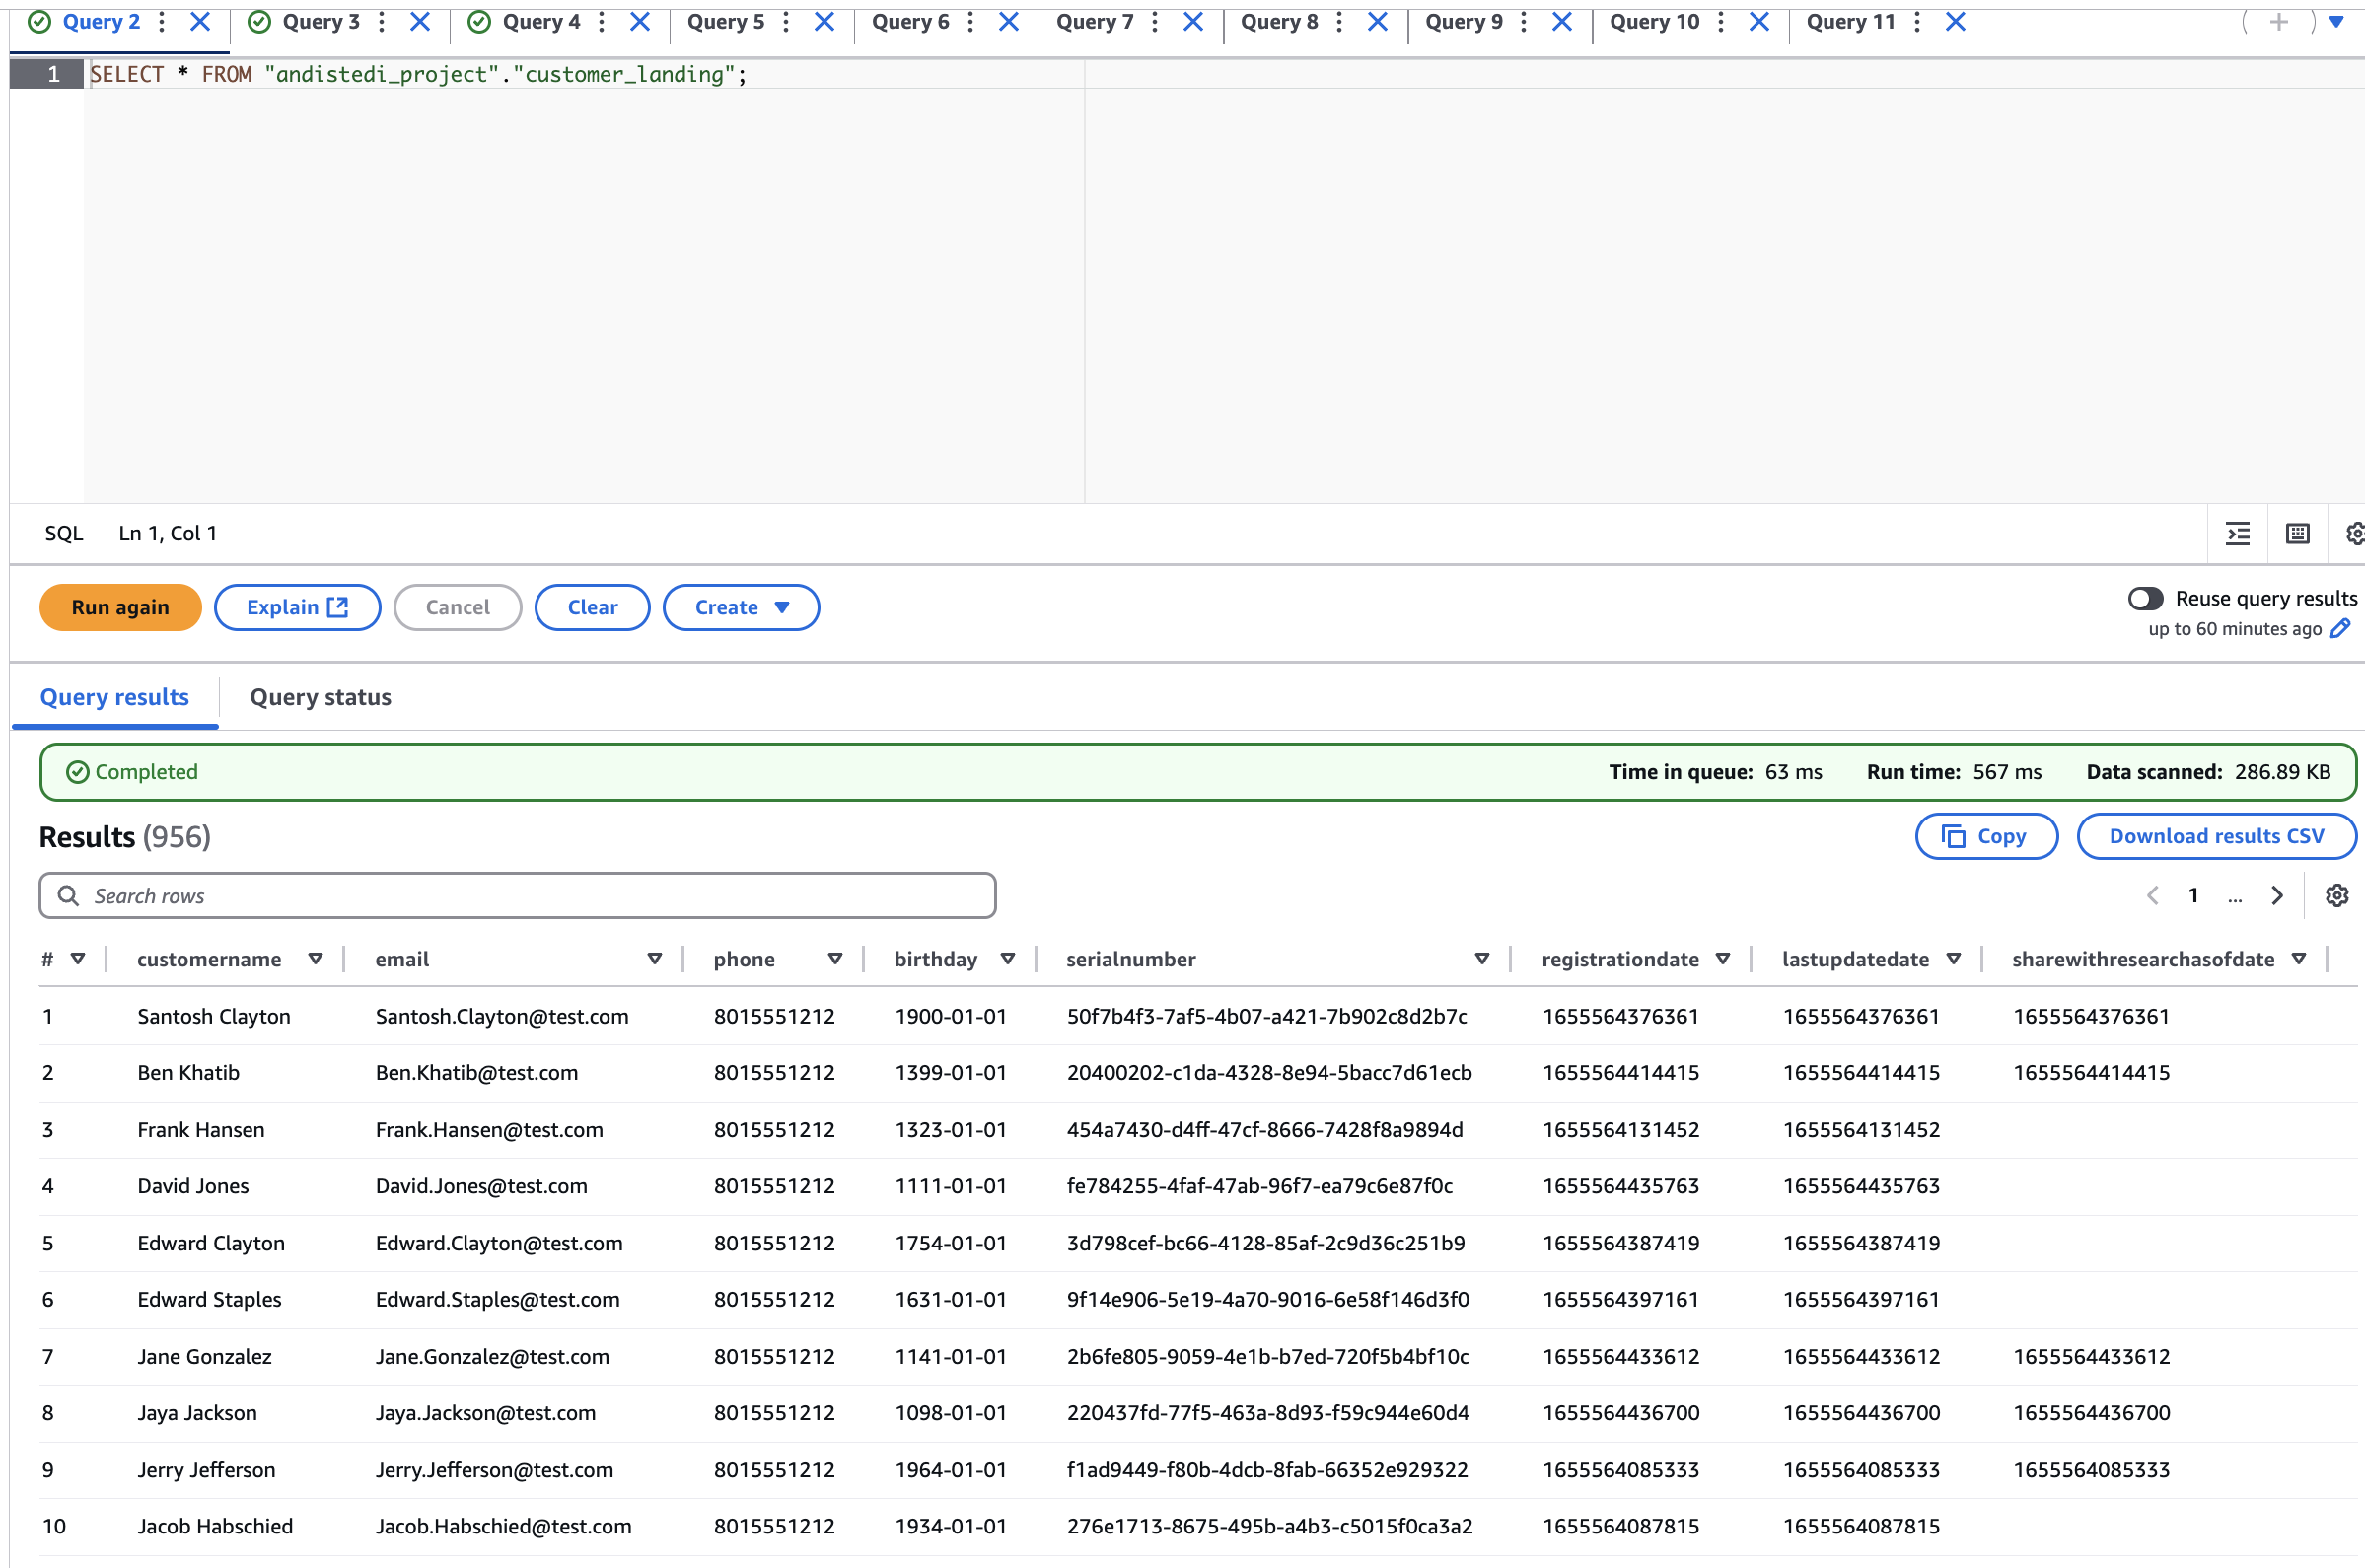 Query 2 Query 3 Query 4 Query 5 Query 6 Query 7 Query 8 Query 9 Query 10 Query 11
1 SELECT * FROM "andistedi_project"."customer_landing";
SQL Ln 1, Col 1
Run again Explain Cancel Clear Create
Reuse query results
up to 60 minutes ago
Query results Query status
Completed Time in queue: 63 ms Run time: 567 ms Data scanned: 286.89 KB
Results (956) Copy Download results CSV
Search rows 1 ...
# customername email phone birthday serialnumber registrationdate lastupdatedate sharewithresearchasofdate
1 Santosh Clayton Santosh.Clayton@test.com 8015551212 1900-01-01 50f7b4f3-7af5-4b07-a421-7b902c8d2b7c 1655564376361 1655564376361 1655564376361
2 Ben Khatib Ben.Khatib@test.com 8015551212 1399-01-01 20400202-c1da-4328-8e94-5bacc7d61ecb 1655564414415 1655564414415 1655564414415
3 Frank Hansen Frank.Hansen@test.com 8015551212 1323-01-01 454a7430-d4ff-47cf-8666-7428f8a9894d 1655564131452 1655564131452
4 David Jones David.Jones@test.com 8015551212 1111-01-01 fe784255-4faf-47ab-96f7-ea79c6e87f0c 1655564435763 1655564435763
5 Edward Clayton Edward.Clayton@test.com 8015551212 1754-01-01 3d798cef-bc66-4128-85af-2c9d36c251b9 1655564387419 1655564387419
6 Edward Staples Edward.Staples@test.com 8015551212 1631-01-01 9f14e906-5e19-4a70-9016-6e58f146d3f0 1655564397161 1655564397161
7 Jane Gonzalez Jane.Gonzalez@test.com 8015551212 1141-01-01 2b6fe805-9059-4e1b-b7ed-720f5b4bf10c 1655564433612 1655564433612 1655564433612
8 Jaya Jackson Jaya.Jackson@test.com 8015551212 1098-01-01 220437fd-77f5-463a-8d93-f59c944e60d4 1655564436700 1655564436700 1655564436700
9 Jerry Jefferson Jerry.Jefferson@test.com 8015551212 1964-01-01 f1ad9449-f80b-4dcb-8fab-66352e929322 1655564085333 1655564085333 1655564085333
10 Jacob Habschied Jacob.Habschied@test.com 8015551212 1934-01-01 276e1713-8675-495b-a4b3-c5015f0ca3a2 1655564087815 1655564087815